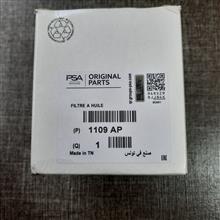 PSA
ORIGINAL
PARTS
FILTRE A HUILE
(P) 1109 AP
(Q) 1
Made in TN
صنع في تونس